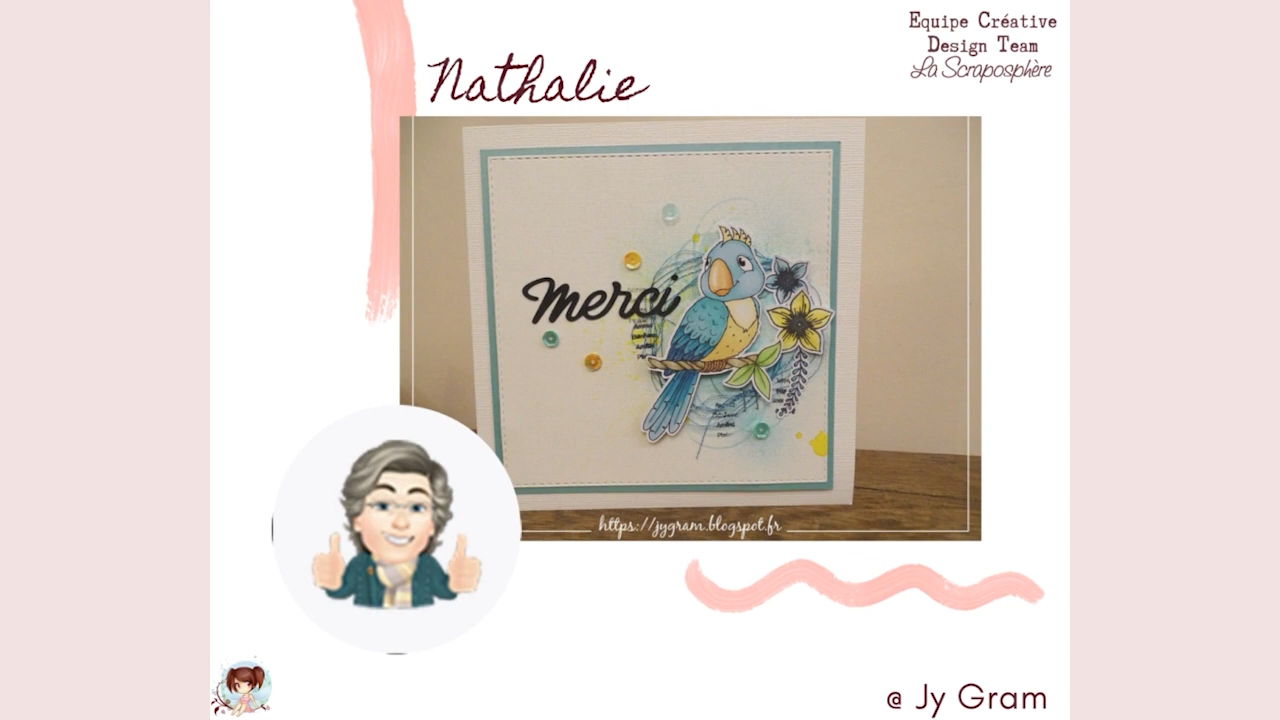 Equipe Créative
Design Team
La Scraposphère
Nathalie
merci
https://jygram.blogspot.fr
@ Jy Gram